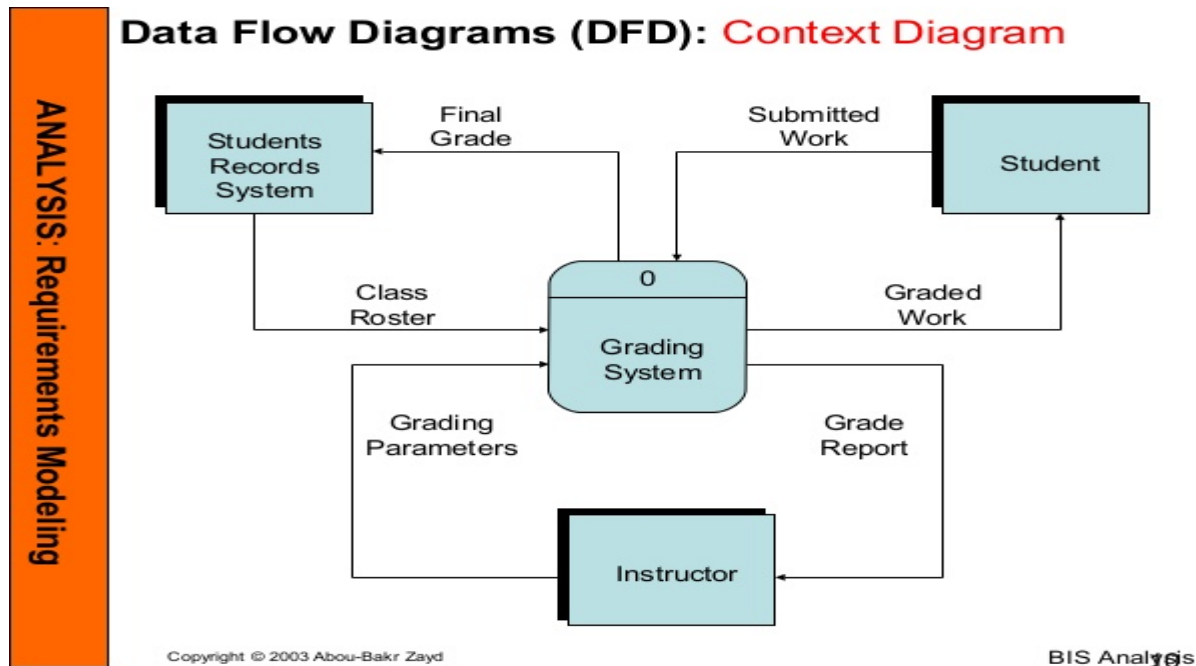 Data Flow Diagrams (DFD): Context Diagram
ANALYSIS: Requirements Modeling
Students
Records
System
Final
Grade
Submitted
Work
Student
0
Grading
System
Class
Roster
Graded
Work
Grading
Parameters
Grade
Report
Instructor
Copyright © 2003 Abou-Bakr Zayd
BIS Analysis